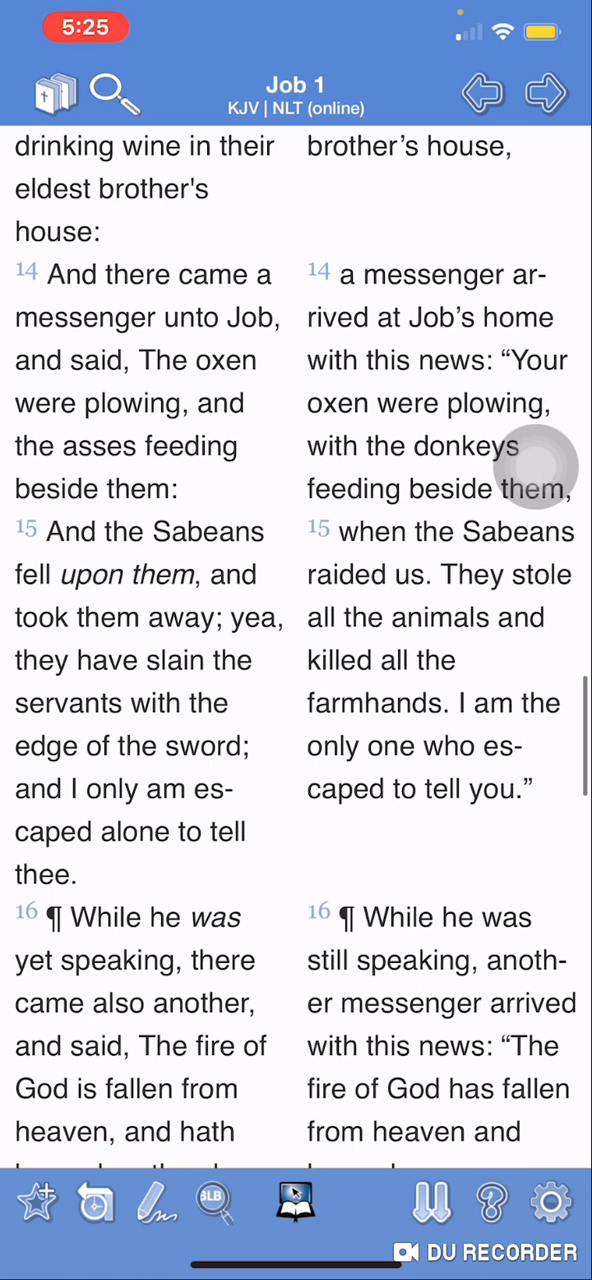 5:25
Job 1
KJV | NLT (online)
drinking wine in their
eldest brother's
house:
14 And there came a
messenger unto Job,
and said, The oxen
were plowing, and
the asses feeding
beside them:
15 And the Sabeans
fell upon them, and
took them away; yea,
they have slain the
servants with the
edge of the sword;
and I only am es-
caped alone to tell
thee.
16 ¶ While he was
yet speaking, there
came also another,
and said, The fire of
God is fallen from
heaven, and hath
brother’s house,
14 a messenger ar-
rived at Job’s home
with this news: “Your
oxen were plowing,
with the donkeys
feeding beside them,
15 when the Sabeans
raided us. They stole
all the animals and
killed all the
farmhands. I am the
only one who es-
caped to tell you.”
16 ¶ While he was
still speaking, anoth-
er messenger arrived
with this news: “The
fire of God has fallen
from heaven and
BLB
DU RECORDER